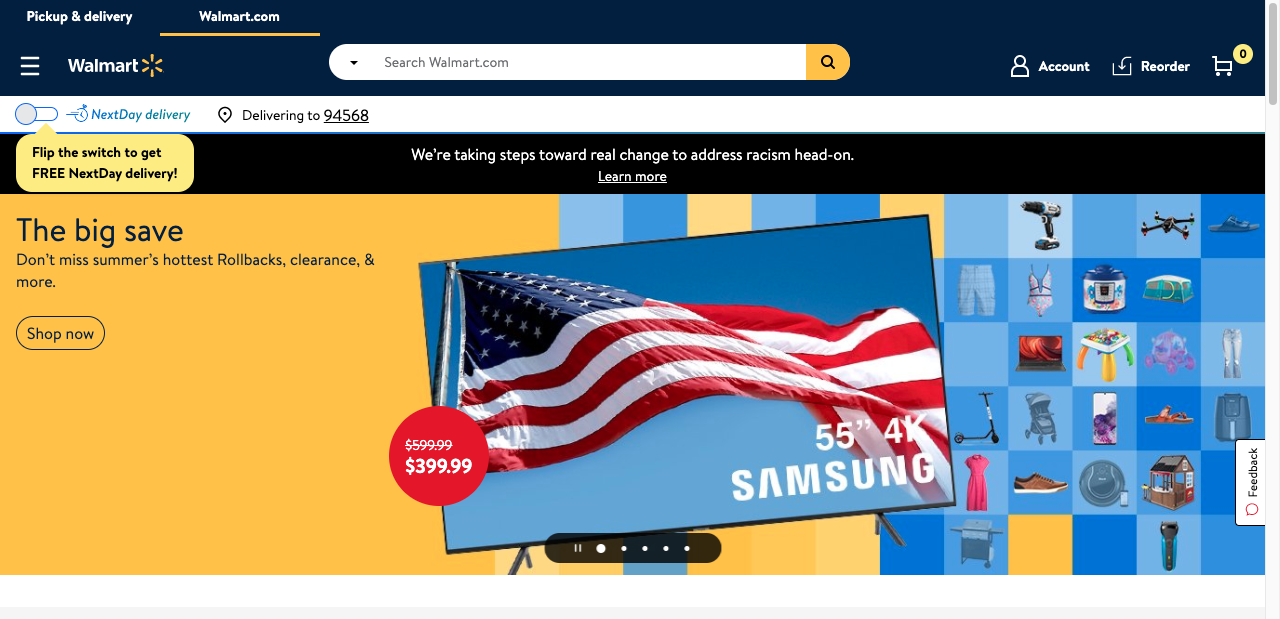 Pickup & delivery
Walmart.com
Walmart
Search Walmart.com
Account
Reorder
0
NextDay delivery
Delivering to 94568
Flip the switch to get
FREE NextDay delivery!
We’re taking steps toward real change to address racism head-on.
Learn more
The big save
Don’t miss summer’s hottest Rollbacks, clearance, &
more.
Shop now
$599.99
$399.99
55” 4K
SAMSUNG
Feedback